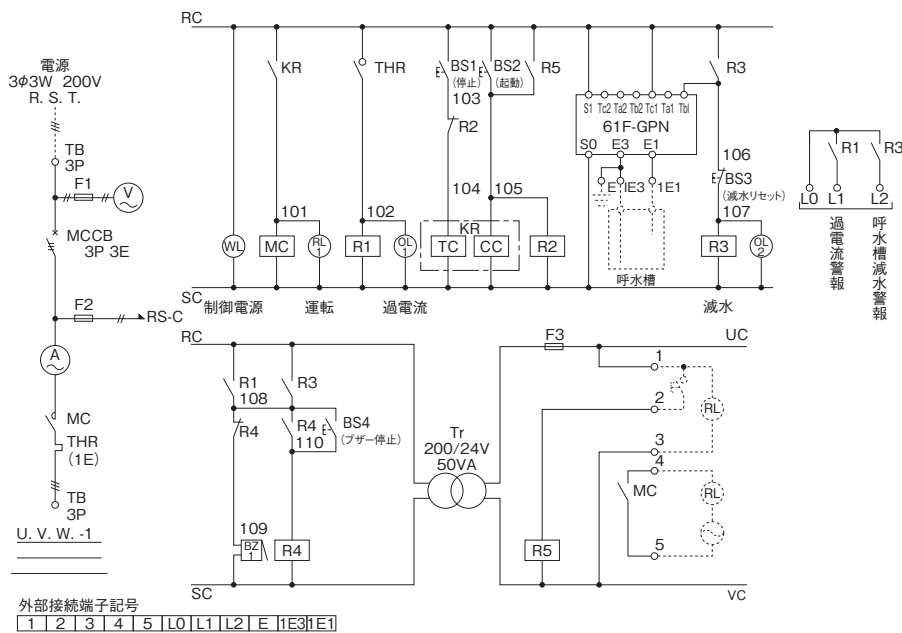 電源
3φ3W 200V
R. S. T.
TB
3P
F1
V
MCCB
3P 3E
F2
RS-C
A
MC
THR
(1E)
TB
3P
U. V. W. -1
RC
KR
THR
BS1
(停止)
103
R2
BS2
(起動)
R5
S1 Tc2 Ta2 Tb2 Tc1 Ta1 Tbl
61F-GPN
S0 E3 E1
E 1E3 1E1
呼水槽
R3
106
BS3
(減水リセット)
107
101
102
104
105
KR
WL
MC
RL
1
R1
OL
1
TC
CC
R2
R3
OL
2
SC
制御電源
運転
過電流
減水
R1
R3
L0 L1 L2
過電流警報
呼水槽減水警報
RC
R1
108
R4
109
BZ
1
R3
R4
110
BS4
(ブザー停止)
R4
SC
Tr
200/24V
50VA
F3
UC
1
2
3
4
5
RL
MC
RL
R5
VC
外部接続端子記号
1 2 3 4 5 L0 L1 L2 E 1E3 1E1